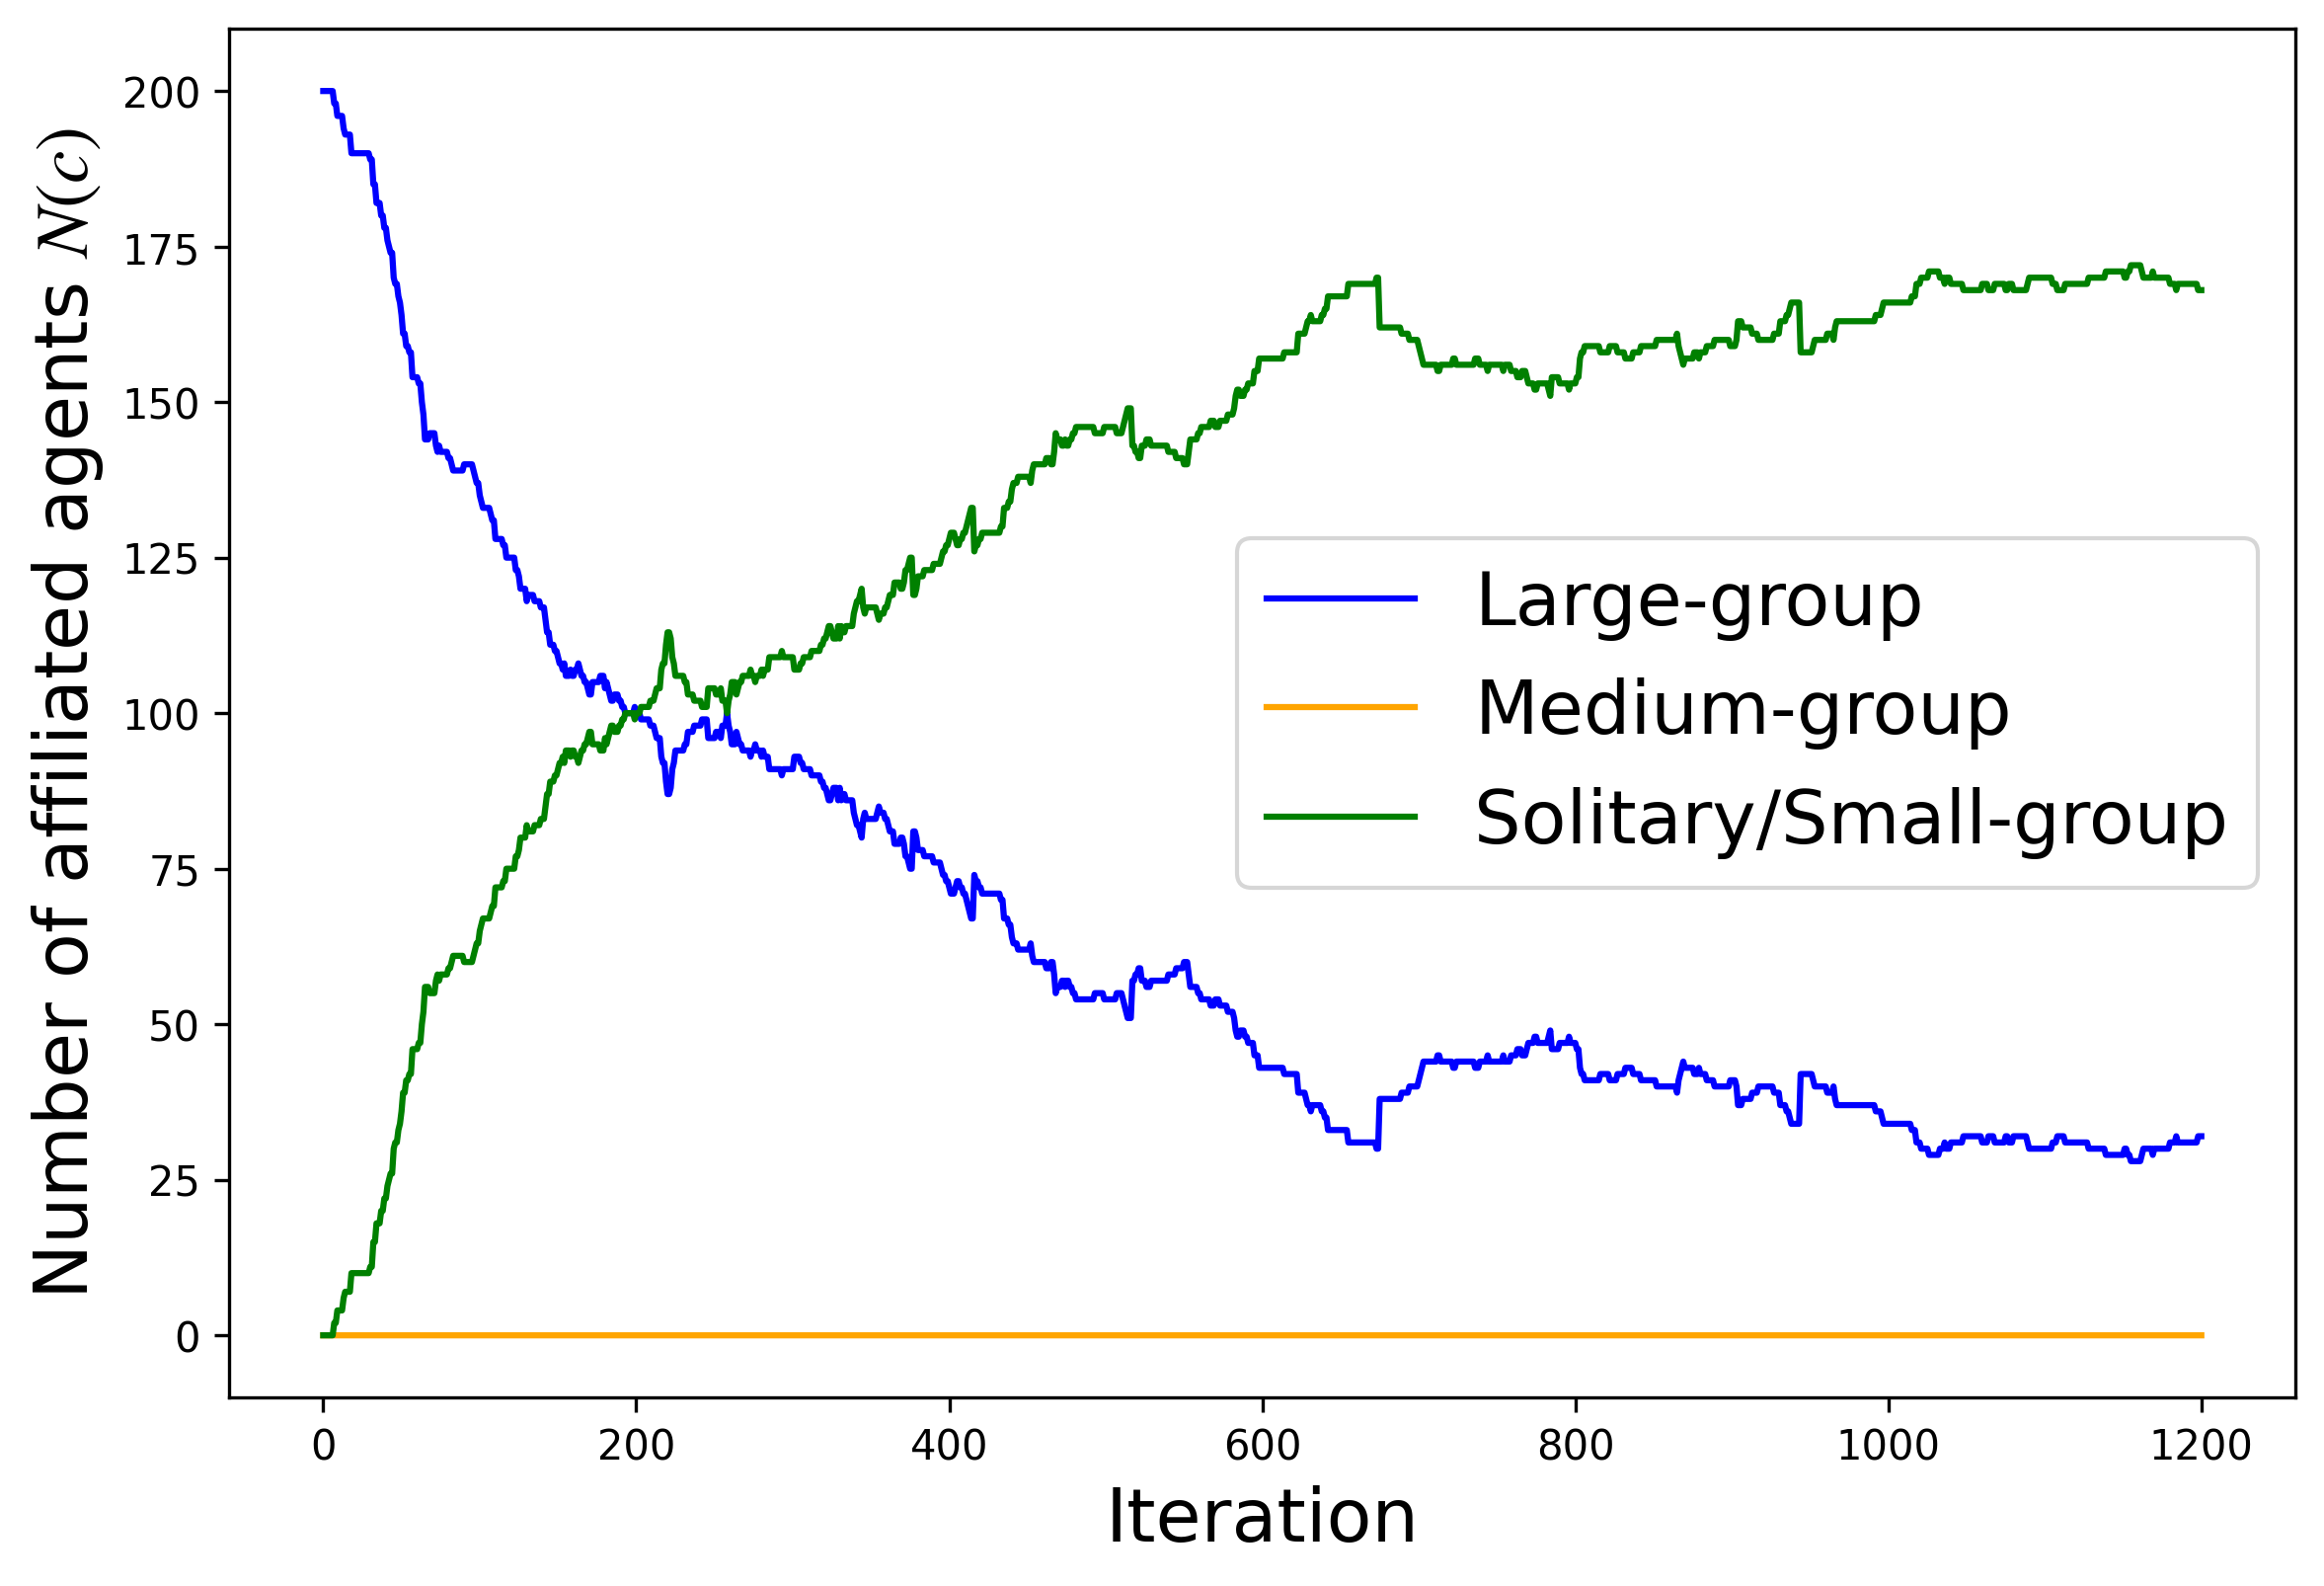 Number of affiliated agents N(c)
200
175
150
125
100
75
50
25
0
Large-group
Medium-group
Solitary/Small-group
0 200 400 600 800 1000 1200
Iteration